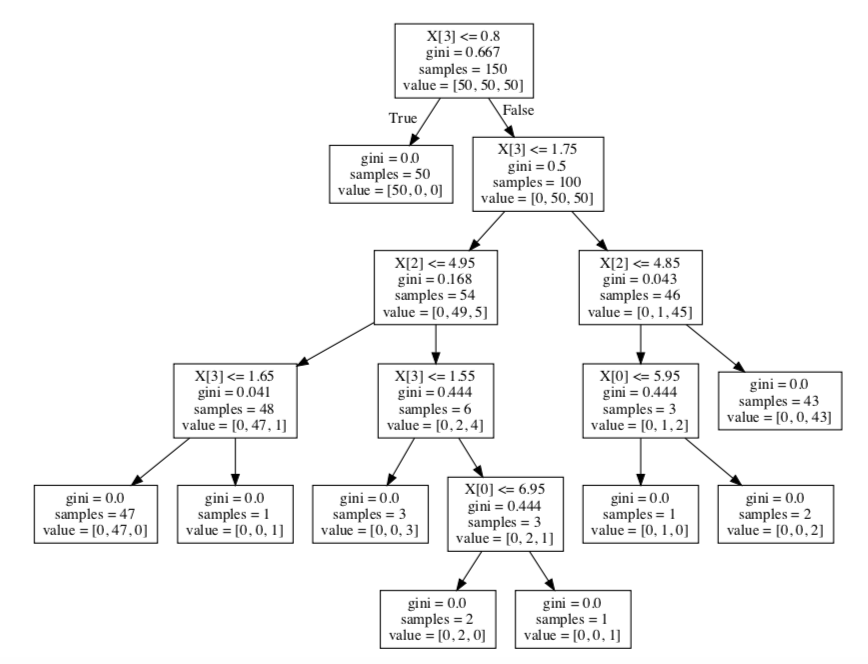 X[3] <= 0.8
gini = 0.667
samples = 150
value = [50, 50, 50]
True
False
gini = 0.0
samples = 50
value = [50, 0, 0]
X[3] <= 1.75
gini = 0.5
samples = 100
value = [0, 50, 50]
X[2] <= 4.95
gini = 0.168
samples = 54
value = [0, 49, 5]
X[2] <= 4.85
gini = 0.043
samples = 46
value = [0, 1, 45]
X[3] <= 1.65
gini = 0.041
samples = 48
value = [0, 47, 1]
X[3] <= 1.55
gini = 0.444
samples = 6
value = [0, 2, 4]
X[0] <= 5.95
gini = 0.444
samples = 3
value = [0, 1, 2]
gini = 0.0
samples = 43
value = [0, 0, 43]
gini = 0.0
samples = 47
value = [0, 47, 0]
gini = 0.0
samples = 1
value = [0, 0, 1]
gini = 0.0
samples = 3
value = [0, 0, 3]
X[0] <= 6.95
gini = 0.444
samples = 3
value = [0, 2, 1]
gini = 0.0
samples = 1
value = [0, 1, 0]
gini = 0.0
samples = 2
value = [0, 0, 2]
gini = 0.0
samples = 2
value = [0, 2, 0]
gini = 0.0
samples = 1
value = [0, 0, 1]